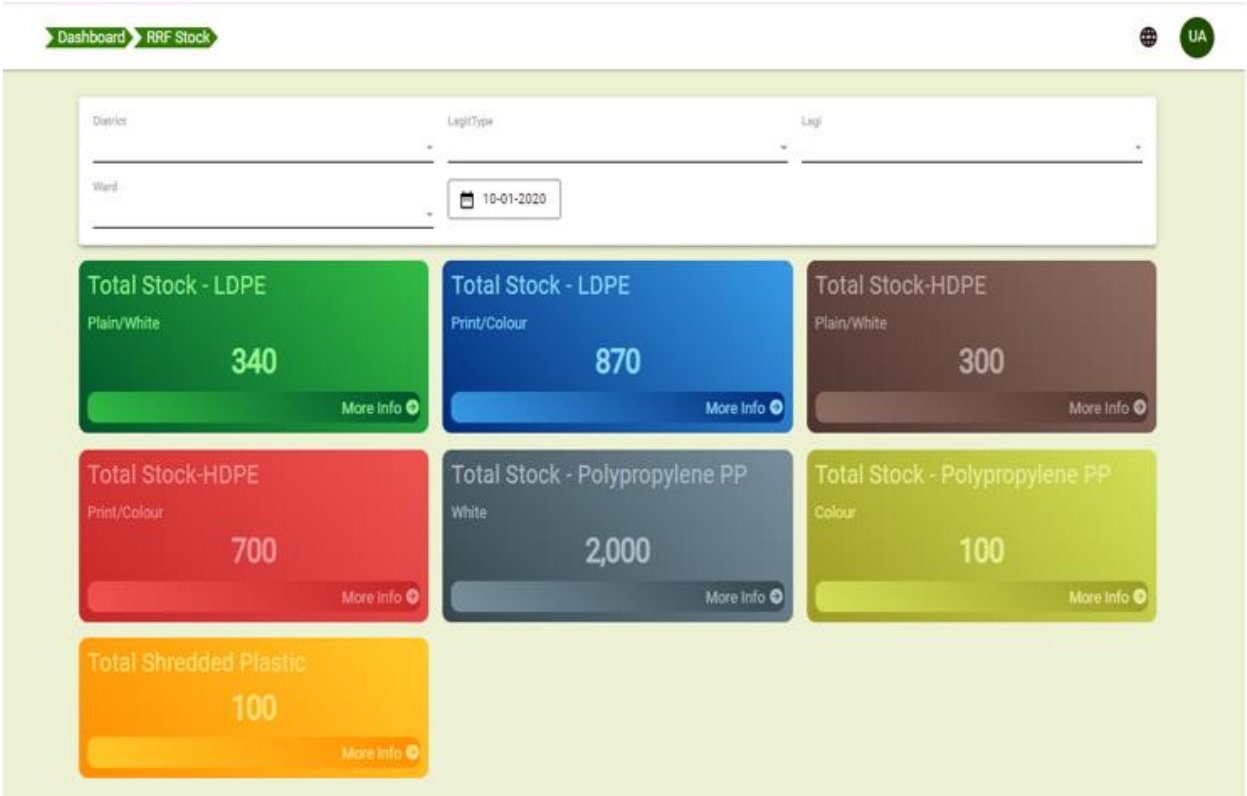 Dashboard RRF Stock UA
District LagitType Lagi
Ward 10-01-2020
Total Stock - LDPE
Plain/White
340
More Info
Total Stock - LDPE
Print/Colour
870
More Info
Total Stock-HDPE
Plain/White
300
More Info
Total Stock-HDPE
Print/Colour
700
More Info
Total Stock - Polypropylene PP
White
2,000
More Info
Total Stock - Polypropylene PP
Colour
100
More Info
Total Shredded Plastic
100
More Info